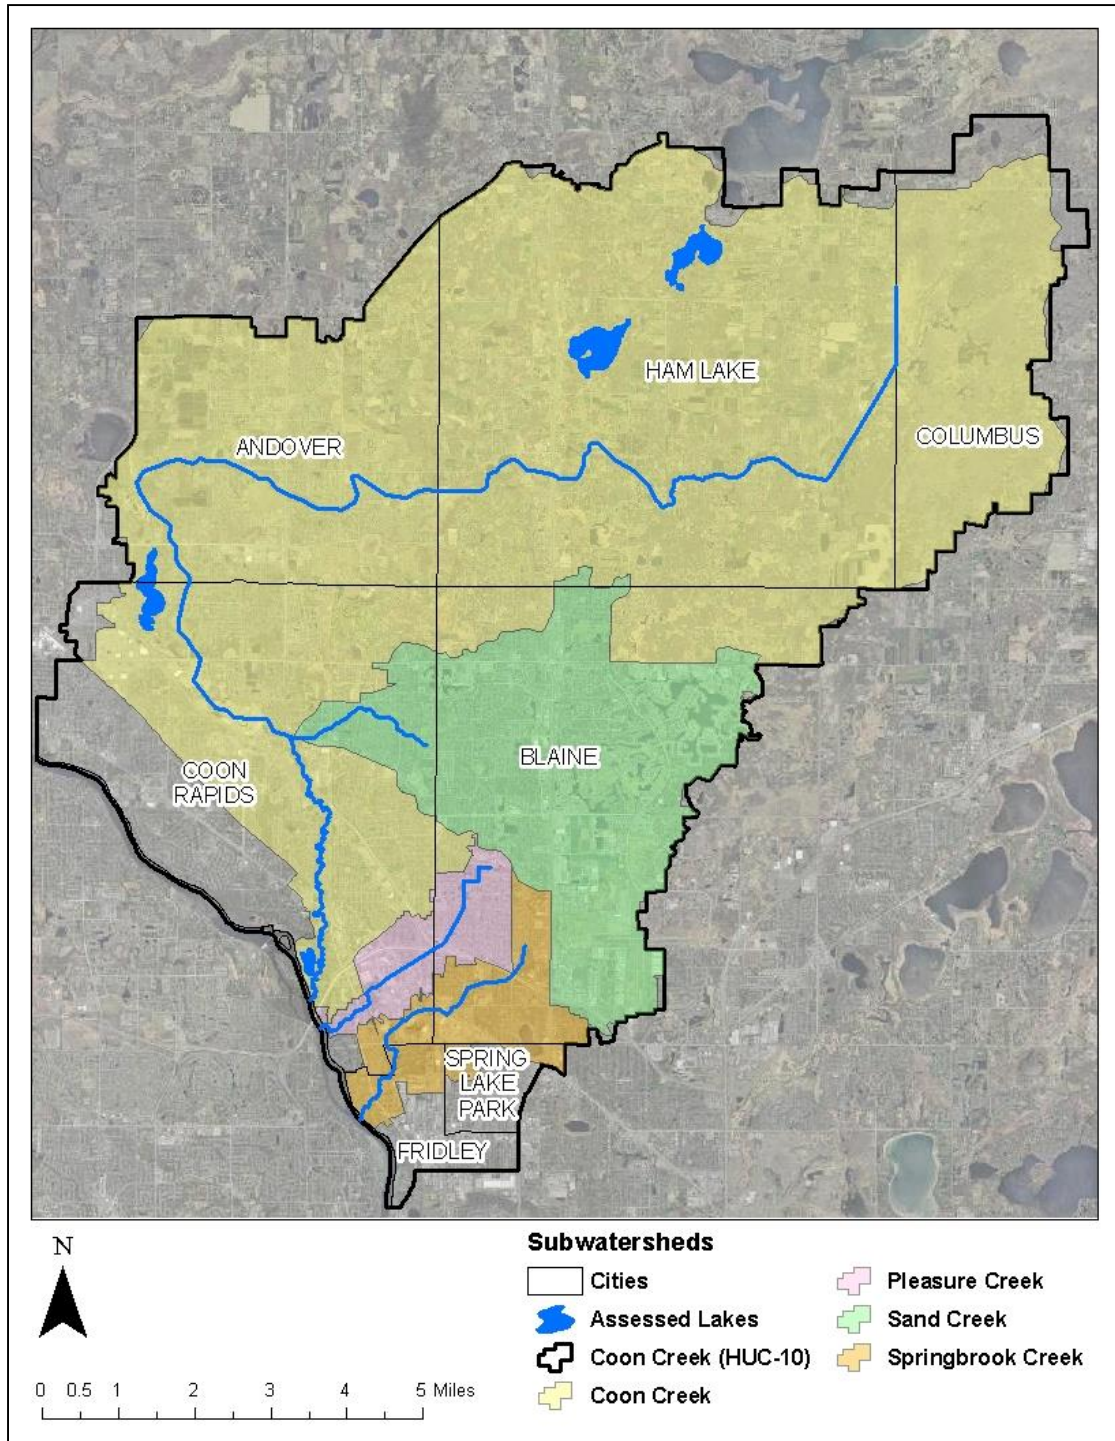 HAM LAKE
COLUMBUS
ANDOVER
BLAINE
COON
RAPIDS
SPRING
LAKE
PARK
FRIDLEY
N
Subwatersheds
Cities
Assessed Lakes
Coon Creek (HUC-10)
Coon Creek
Pleasure Creek
Sand Creek
Springbrook Creek
0 0.5 1 2 3 4 5 Miles